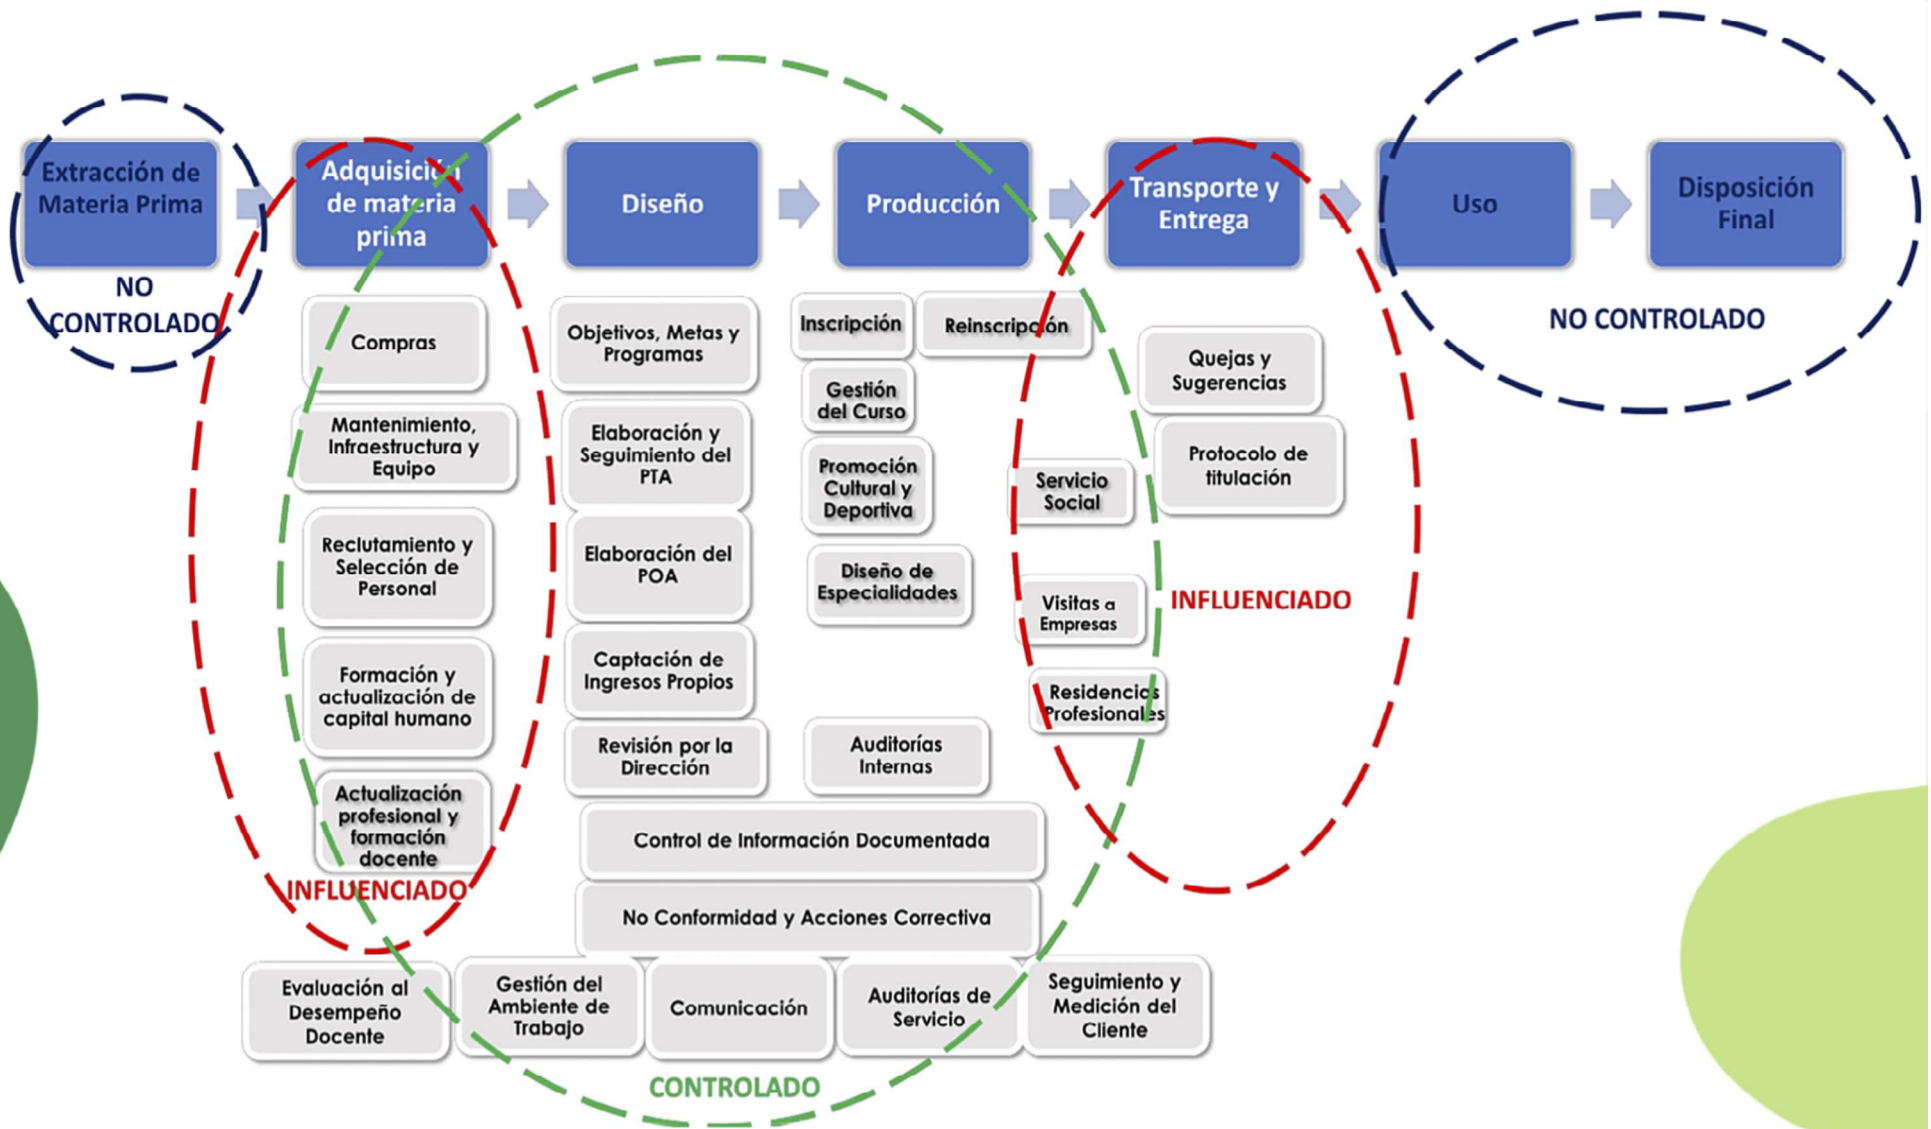 Extracción de
Materia Prima
Adquisición
de materia
prima
Diseño
Producción
Transporte y
Entrega
Uso
Disposición
Final
NO
CONTROLADO
NO CONTROLADO
Compras
Mantenimiento,
Infraestructura y
Equipo
Reclutamiento y
Selección de
Personal
Formación y
actualización de
capital humano
Actualización
profesional y
formación
docente
INFLUENCIADO
Objetivos, Metas y
Programas
Elaboración y
Seguimiento del
PTA
Elaboración del
POA
Captación de
Ingresos Propios
Revisión por la
Dirección
Inscripción
Reinscripción
Gestión
del Curso
Promoción
Cultural y
Deportiva
Diseño de
Especialidades
Auditorías
Internas
Servicio
Social
Visitas a
Empresas
Residencias
Profesionales
Quejas y
Sugerencias
Protocolo de
titulación
INFLUENCIADO
Control de Información Documentada
No Conformidad y Acciones Correctiva
Evaluación al
Desempeño
Docente
Gestión del
Ambiente de
Trabajo
Comunicación
Auditorías de
Servicio
Seguimiento y
Medición del
Cliente
CONTROLADO